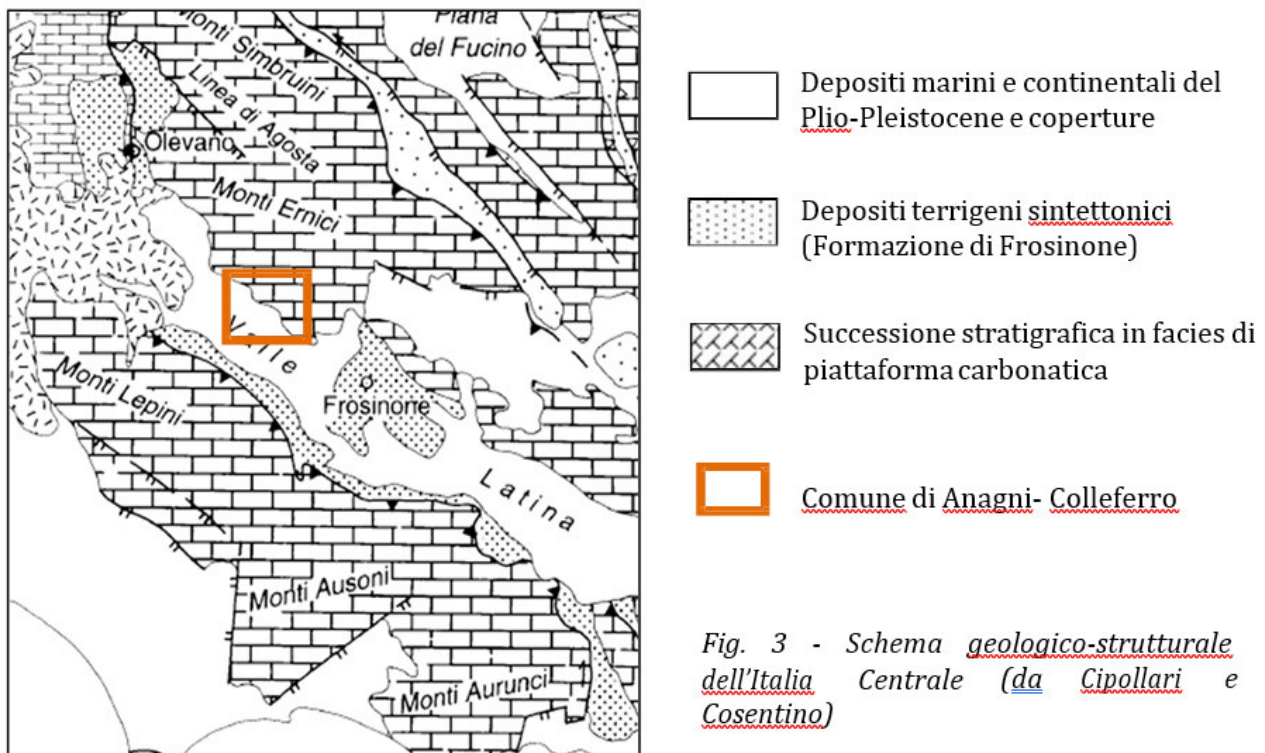 Piana
del Fucino
Monti Simbruini
Linea di Agosta
Olevano
Monti Ernici
Valle
Monti Lepini
Frosinone
Latina
Monti Ausoni
Monti Aurunci
Depositi marini e continentali del
Plio-Pleistocene e coperture
Depositi terrigeni sintettonici
(Formazione di Frosinone)
Successione stratigrafica in facies di
piattaforma carbonatica
Comune di Anagni- Colleferro
Fig. 3 - Schema geologico-strutturale
dell'Italia Centrale (da Cipollari e
Cosentino)